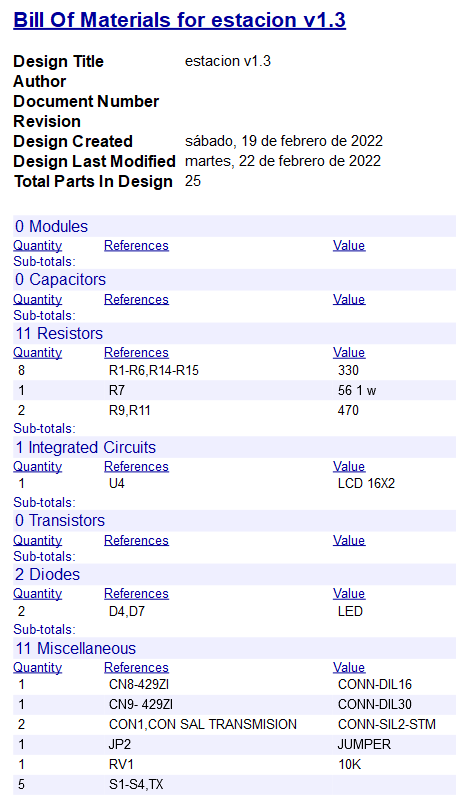 Bill Of Materials for estacion v1.3
Design Title estacion v1.3
Author
Document Number
Revision
Design Created sábado, 19 de febrero de 2022
Design Last Modified martes, 22 de febrero de 2022
Total Parts In Design 25
0 Modules
Quantity References Value
Sub-totals:
0 Capacitors
Quantity References Value
Sub-totals:
11 Resistors
Quantity References Value
8 R1-R6,R14-R15 330
1 R7 56 1 w
2 R9,R11 470
Sub-totals:
1 Integrated Circuits
Quantity References Value
1 U4 LCD 16X2
Sub-totals:
0 Transistors
Quantity References Value
Sub-totals:
2 Diodes
Quantity References Value
2 D4,D7 LED
Sub-totals:
11 Miscellaneous
Quantity References Value
1 CN8-429ZI CONN-DIL16
1 CN9- 429ZI CONN-DIL30
2 CON1,CON SAL TRANSMISION CONN-SIL2-STM
1 JP2 JUMPER
1 RV1 10K
5 S1-S4,TX